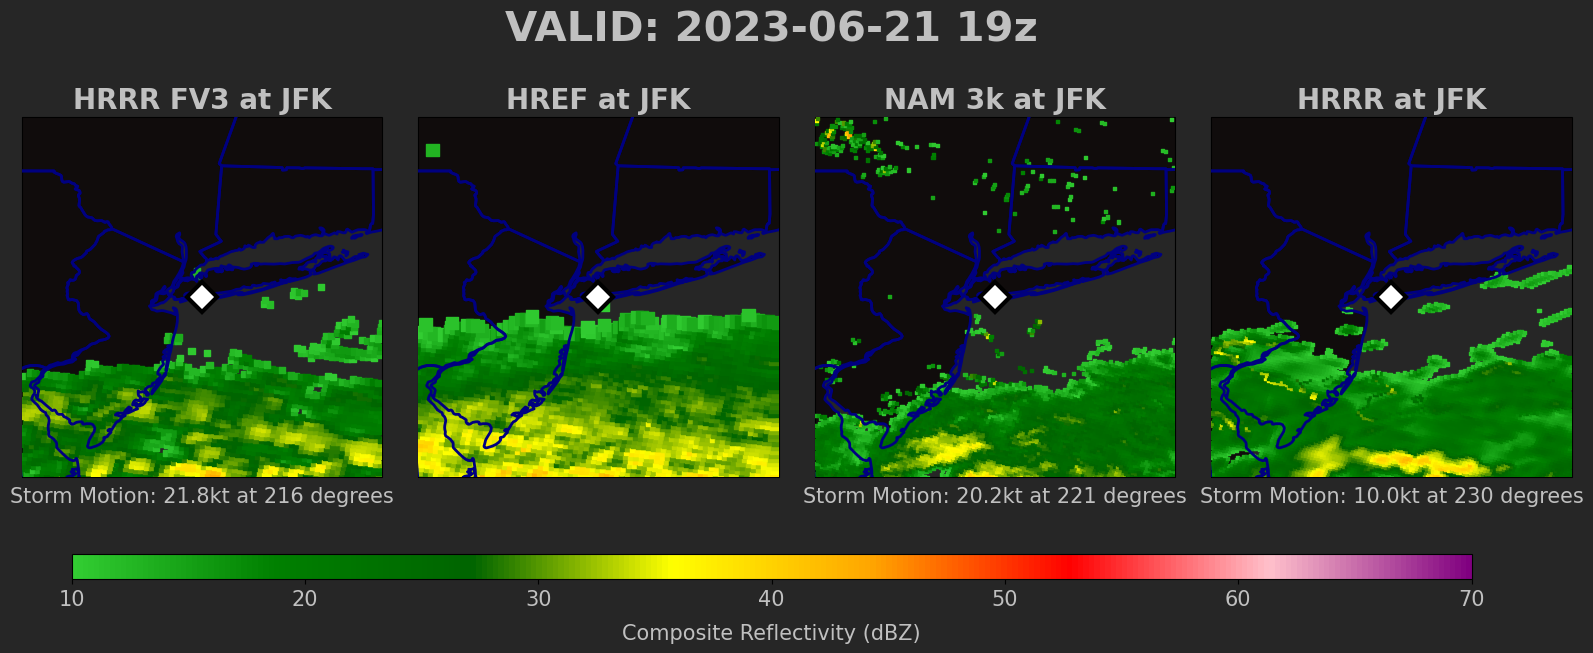 VALID: 2023-06-21 19z
HRRR FV3 at JFK
HREF at JFK
NAM 3k at JFK
HRRR at JFK
Storm Motion: 21.8kt at 216 degrees
Storm Motion: 20.2kt at 221 degrees
Storm Motion: 10.0kt at 230 degrees
10 20 30 40 50 60 70
Composite Reflectivity (dBZ)